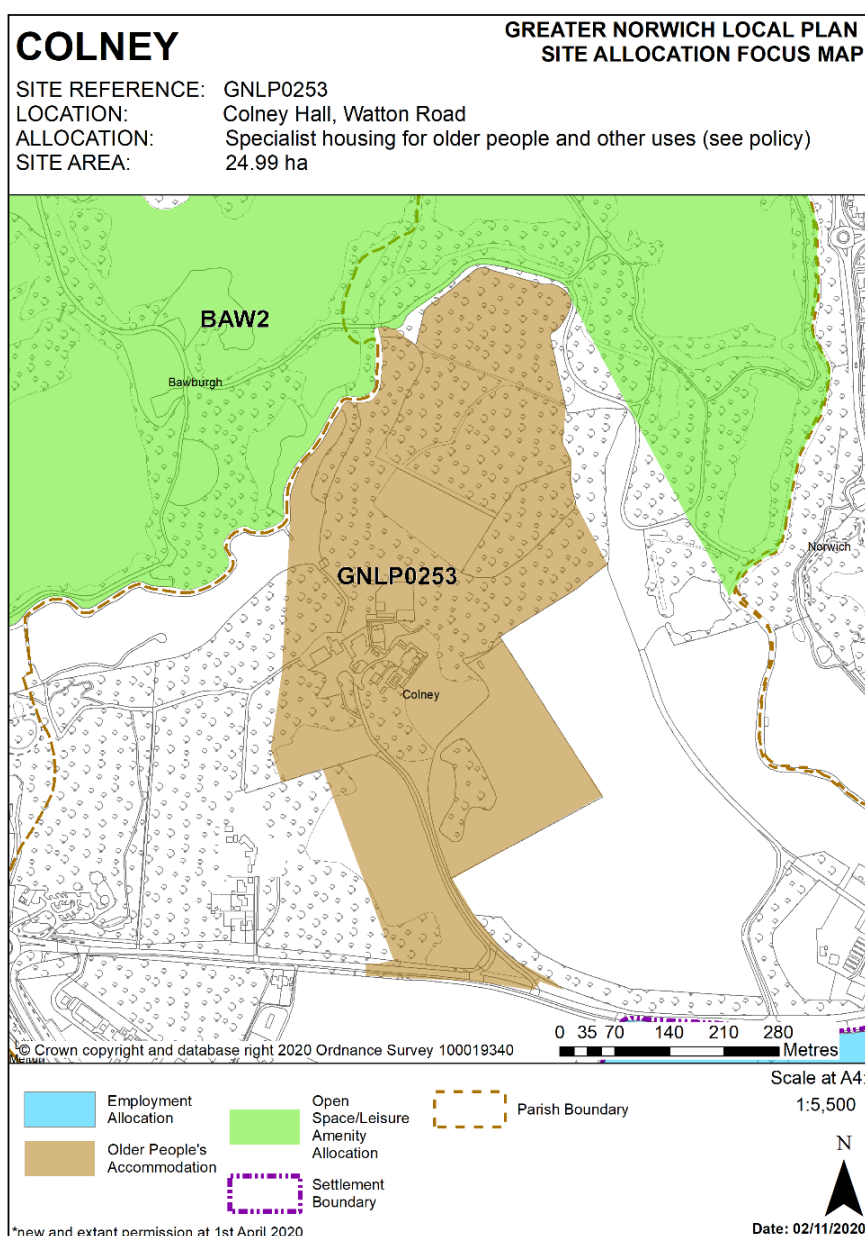 COLNEY
GREATER NORWICH LOCAL PLAN
SITE ALLOCATION FOCUS MAP
SITE REFERENCE: GNLP0253
LOCATION: Colney Hall, Watton Road
ALLOCATION: Specialist housing for older people and other uses (see policy)
SITE AREA: 24.99 ha
BAW2
Bawburgh
Norwich
GNLP0253
Colney
© Crown copyright and database right 2020 Ordnance Survey 100019340
0 35 70 140 210 280
Metres
Employment
Allocation
Older People's
Accommodation
Open
Space/Leisure
Amenity
Allocation
Settlement
Boundary
Parish Boundary
Scale at A4:
1:5,500
N
*new and extant permission at 1st April 2020
Date: 02/11/2020